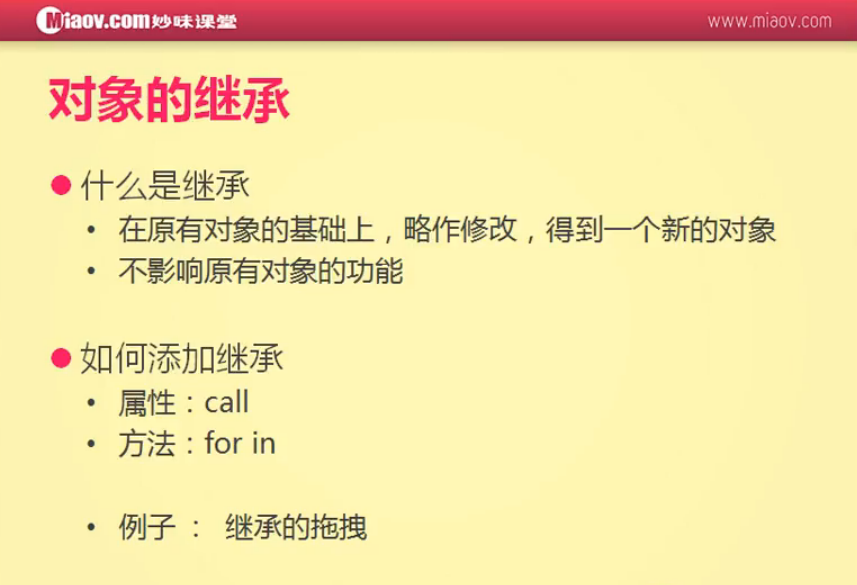 Miaov.com妙味课堂
www.miaov.com
对象的继承
什么是继承
在原有对象的基础上，略作修改，得到一个新的对象
不影响原有对象的功能
如何添加继承
属性：call
方法：for in
例子 ： 继承的拖拽